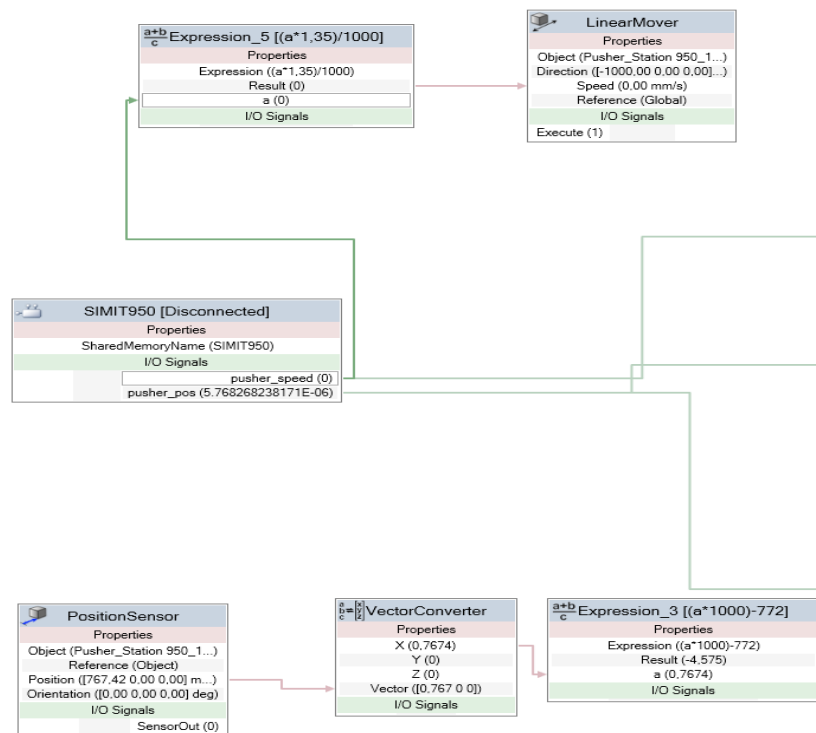 a+b
c
Expression_5 [((a*1,35)/1000]
Properties
Expression ((a*1,35)/1000)
Result (0)
a (0)
I/O Signals
LinearMover
Properties
Object (Pusher_Station 950_1...)
Direction ([-1000,00 0,00 0,00]...)
Speed (0,00 mm/s)
Reference (Global)
I/O Signals
Execute (1)
SIMIT950 [Disconnected]
Properties
SharedMemoryName (SIMIT950)
I/O Signals
pusher_speed (0)
pusher_pos (5.768268238171E-06)
PositionSensor
Properties
Object (Pusher_Station 950_1...)
Reference (Object)
Position ([767,42 0,00 0,00] m...)
Orientation ([0,00 0,00 0,00] deg)
I/O Signals
SensorOut (0)
VectorConverter
Properties
X (0,7674)
Y (0)
Z (0)
Vector ([0,767 0 0])
I/O Signals
a+b
c
Expression_3 [((a*1000)-772]
Properties
Expression ((a*1000)-772)
Result (-4,575)
a (0,7674)
I/O Signals